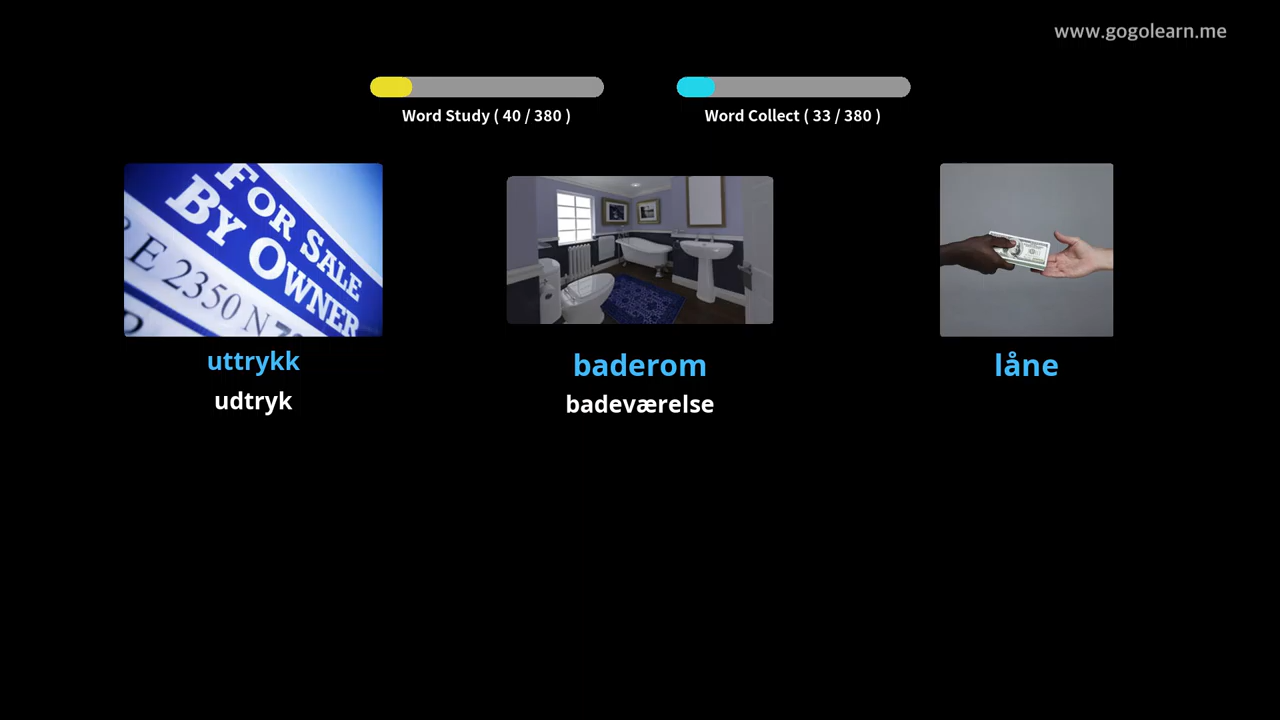 www.gogolearn.me
Word Study ( 40 / 380 )
Word Collect ( 33 / 380 )
FOR SALE
BY OWNER
E 2350 N
uttrykk
udtryk
baderom
badeværelse
låne